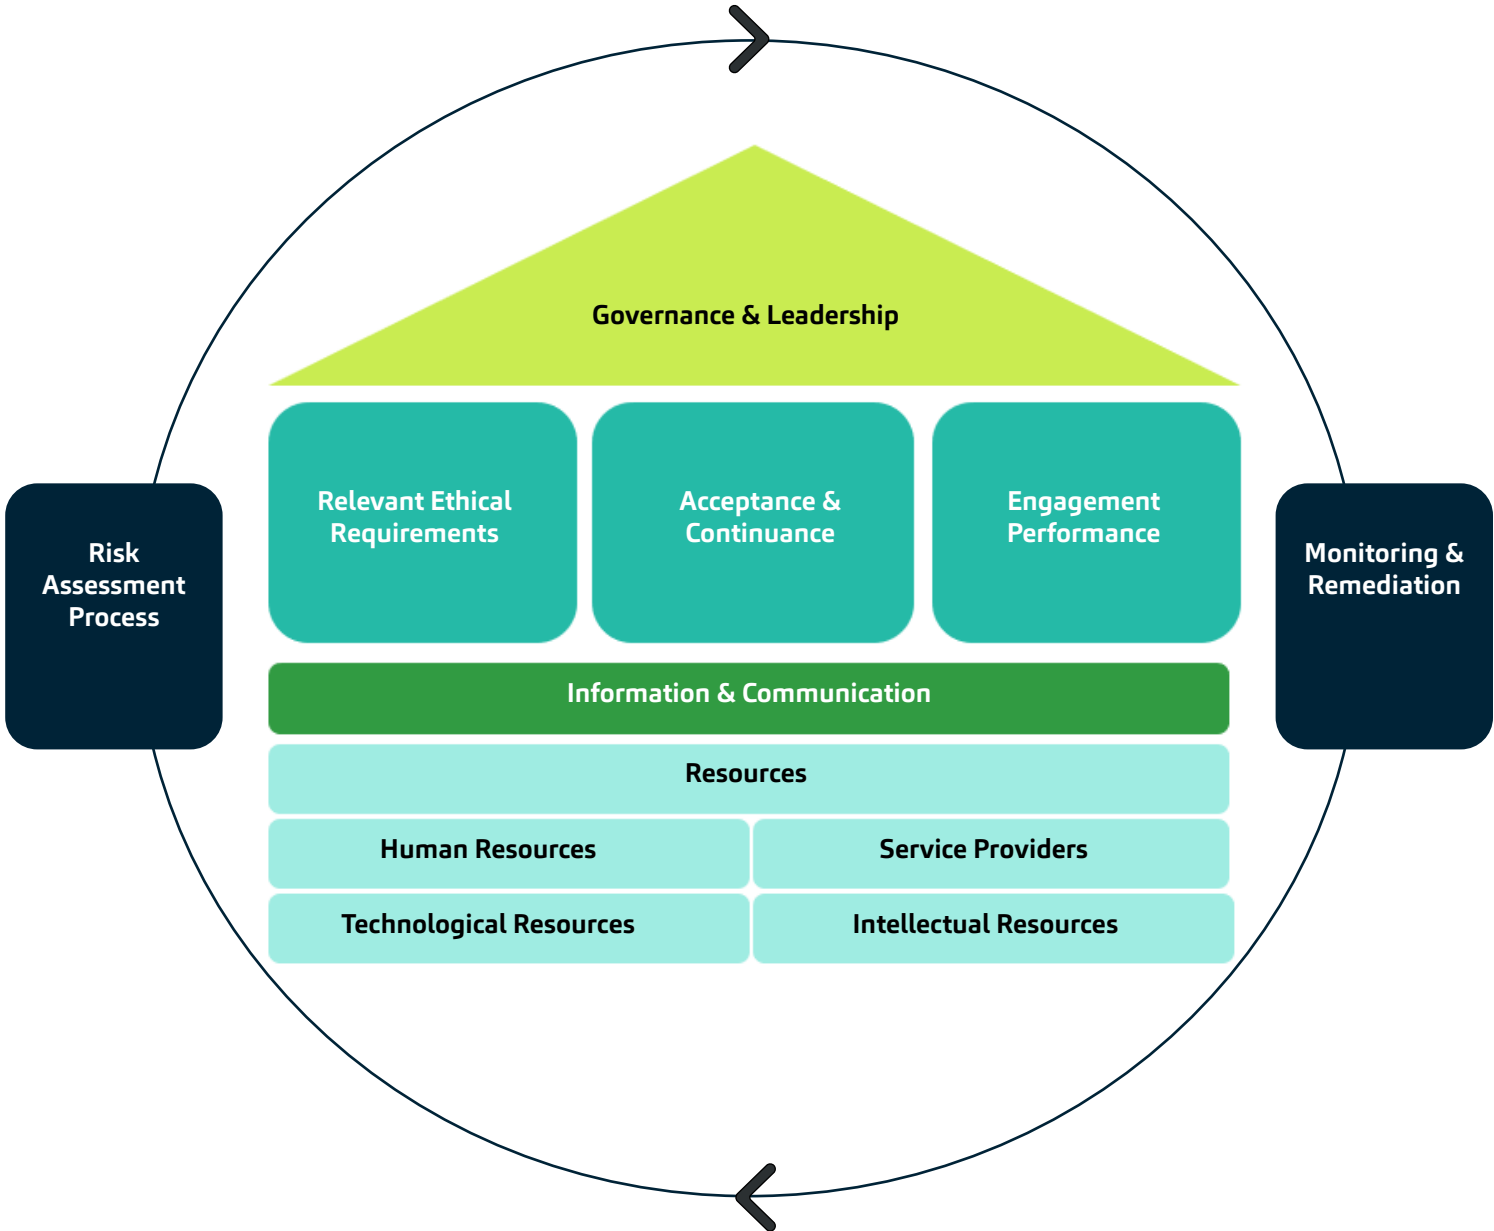 Governance & Leadership
Relevant Ethical
Requirements
Acceptance &
Continuance
Engagement
Performance
Risk
Assessment
Process
Monitoring &
Remediation
Information & Communication
Resources
Human Resources
Service Providers
Technological Resources
Intellectual Resources